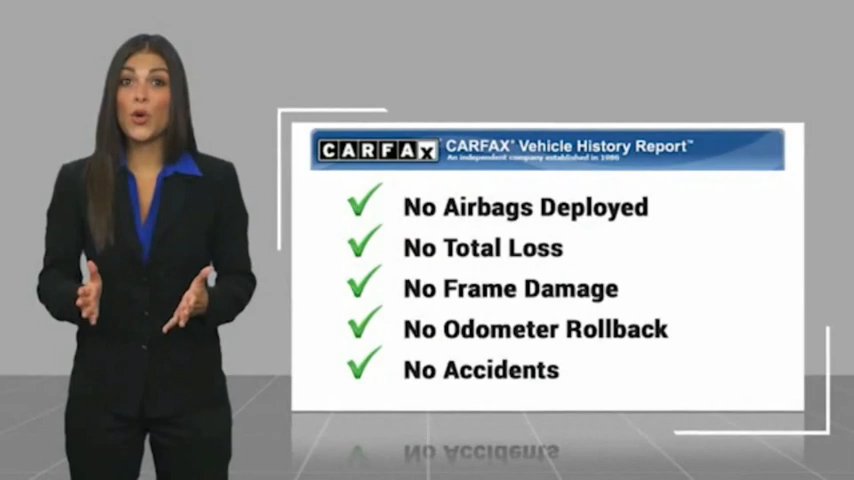 CARFAX CARFAX® Vehicle History Report™
An independent company established in 1986
No Airbags Deployed
No Total Loss
No Frame Damage
No Odometer Rollback
No Accidents
No Accidents